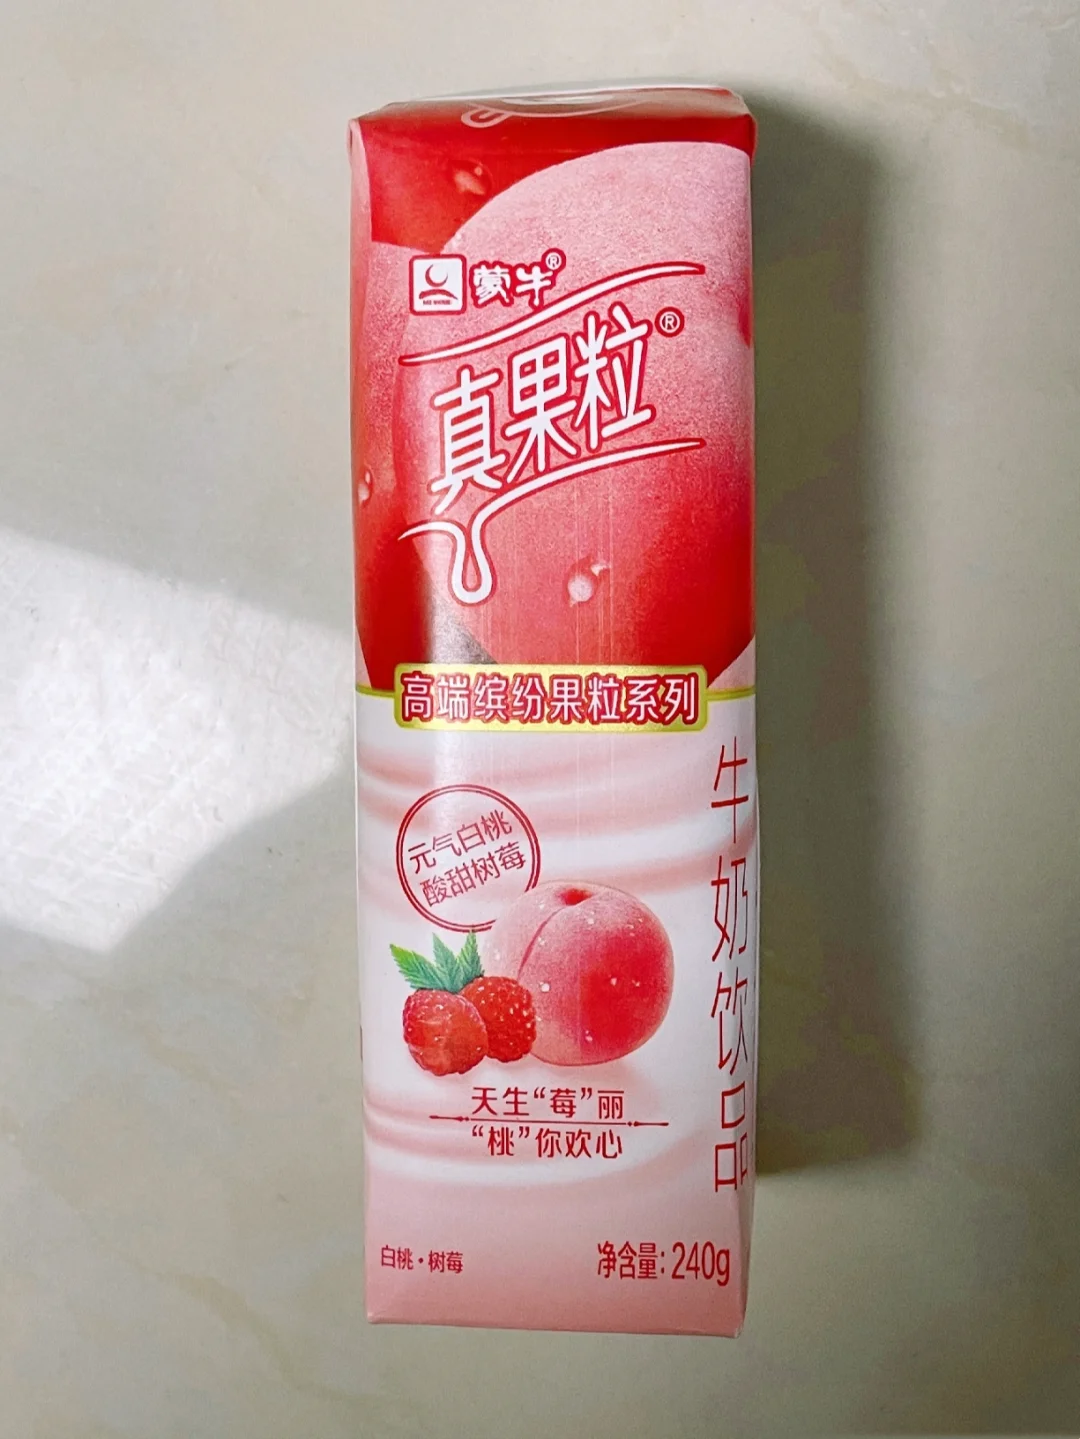 蒙牛®
真果粒®
高端缤纷果粒系列
元气白桃
酸甜树莓
牛奶饮品
天生“莓”丽
“桃”你欢心
白桃·树莓
净含量:240g